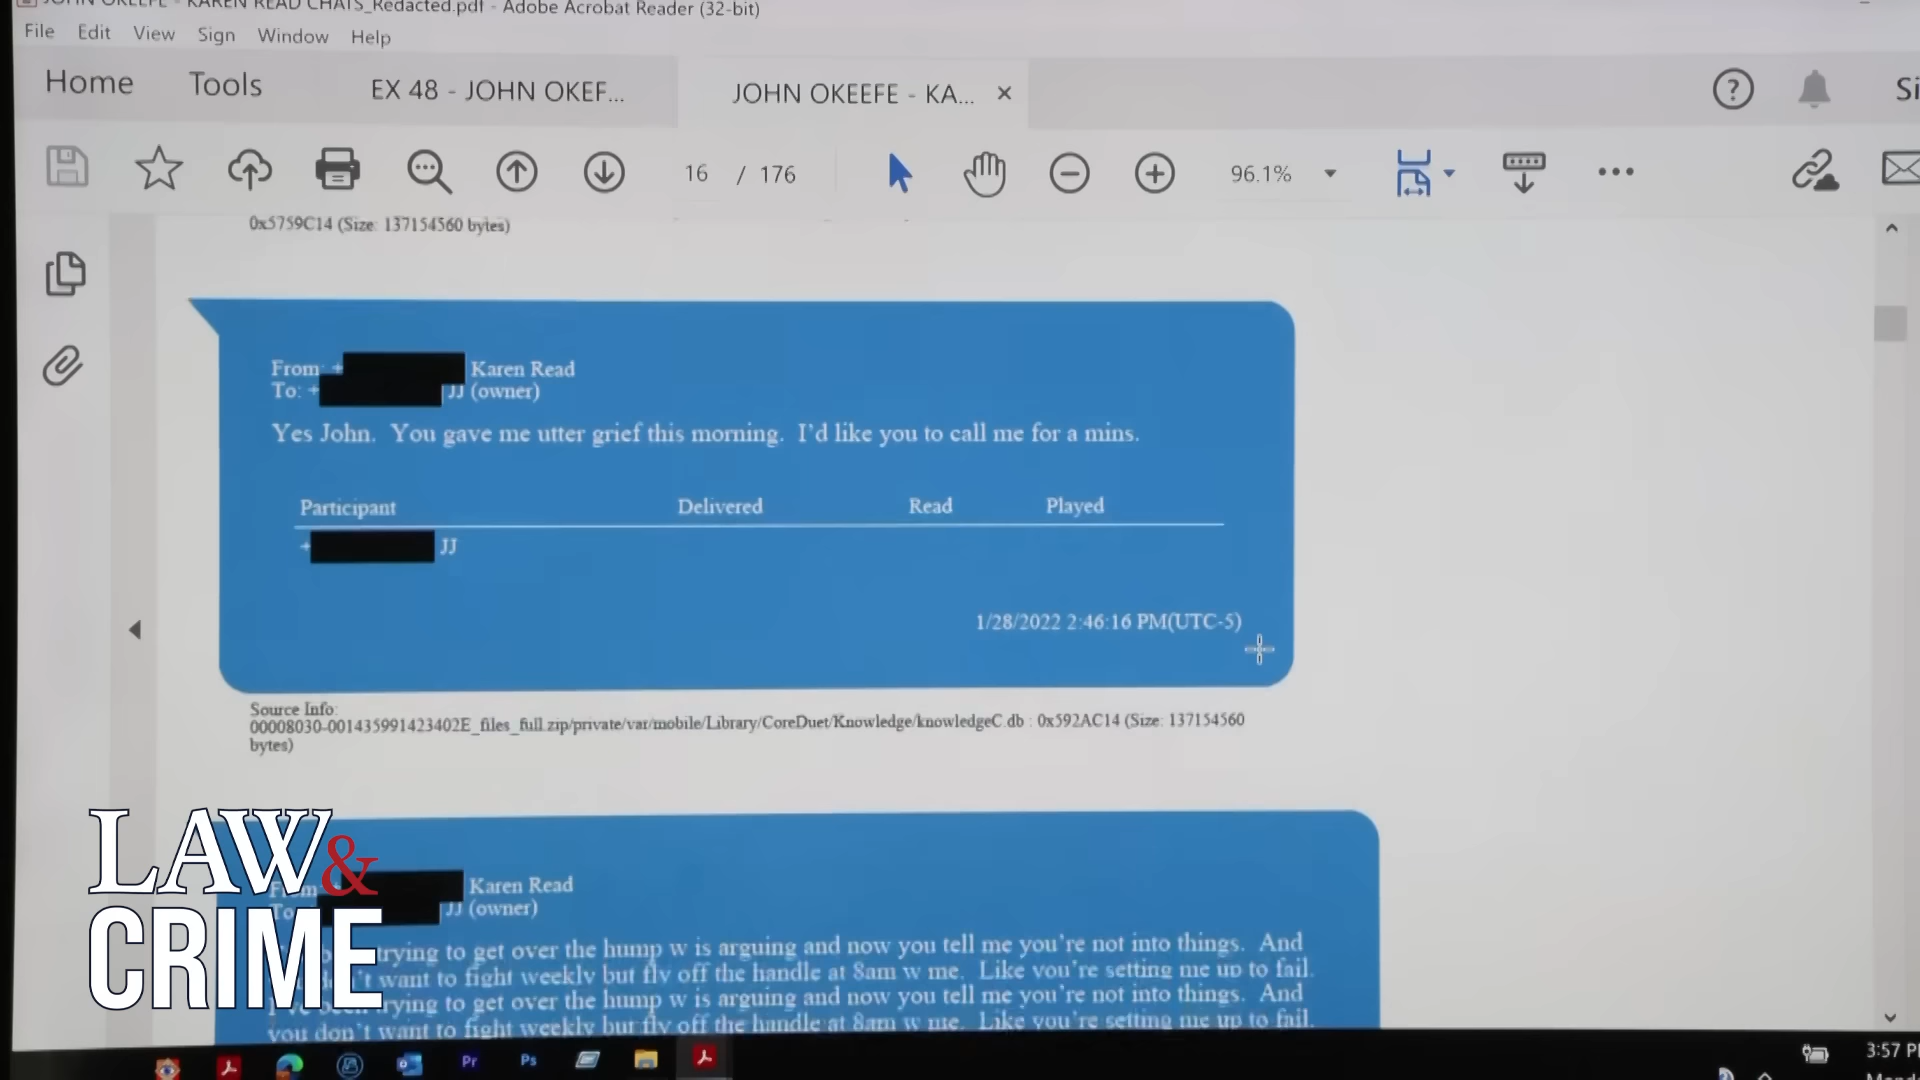 JOHN OKEEFE - KAREN READ CHATS_Redacted.pdf - Adobe Acrobat Reader (32-bit)
File Edit View Sign Window Help
Home Tools EX 48 - JOHN OKEF... JOHN OKEEFE - KA... ×
16 / 176 96.1%
0x5759C14 (Size: 137154560 bytes)
From: + Karen Read
To: + JJ (owner)
Yes John. You gave me utter grief this morning. I'd like you to call me for a mins.
Participant Delivered Read Played
+ JJ
1/28/2022 2:46:16 PM(UTC-5)
Source Info:
00008030-001435991423402E_files_full.zip/private/var/mobile/Library/CoreDuet/Knowledge/knowledgeC.db : 0x592AC14 (Size: 137154560
bytes)
LAW&
CRIME
Karen Read
To JJ (owner)
trying to get over the hump w is arguing and now you tell me you're not into things. And
want to fight weekly but fly off the handle at 8am w me. Like you're setting me up to fail.
trying to get over the hump w is arguing and now you tell me you're not into things. And
you don't want to fight weekly but fly off the handle at 8am w me. Like you're setting me up to fail.
Pr Ps
3:57